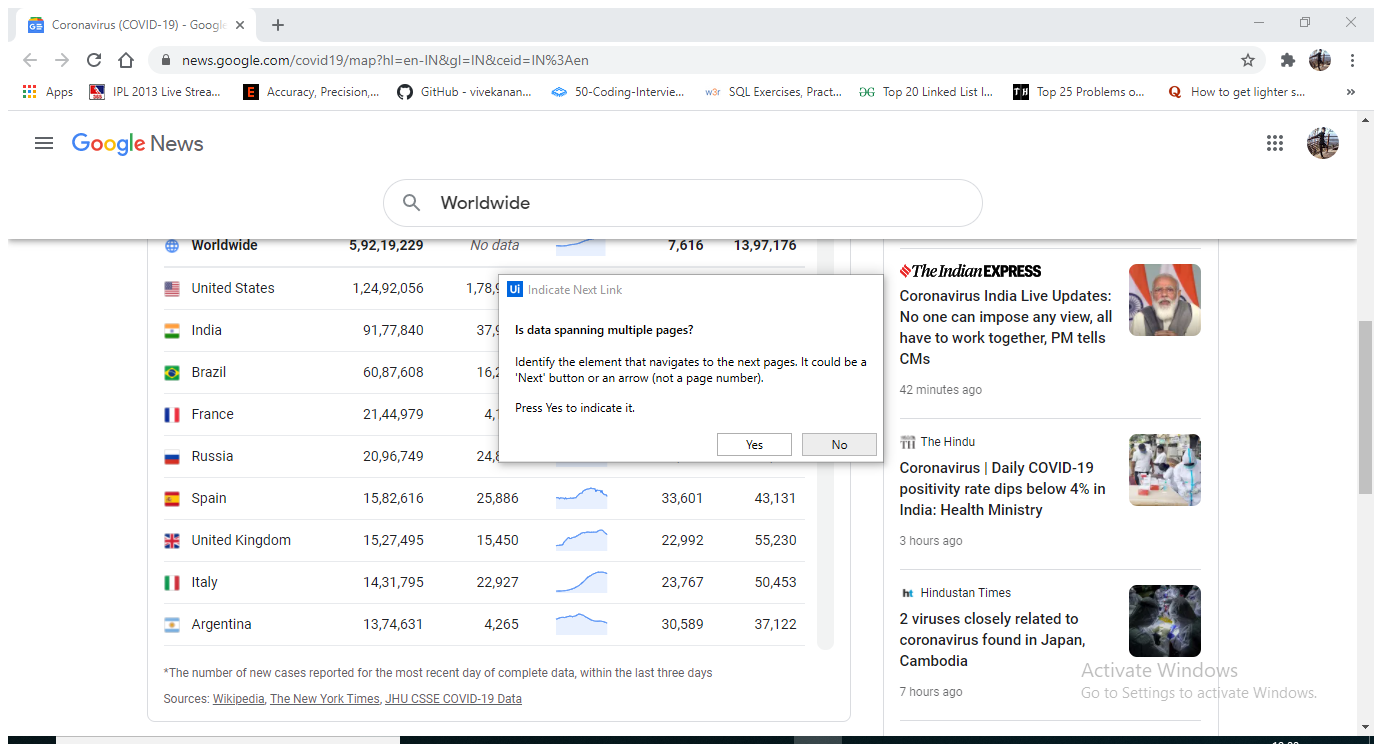 Coronavirus (COVID-19) - Google
news.google.com/covid19/map?hl=en-IN&gl=IN&ceid=IN%3Aen
Apps
IPL 2013 Live Strea...
Accuracy, Precision,...
GitHub - vivekanan...
50-Coding-Intervie...
w3r SQL Exercises, Pract...
Top 20 Linked List I...
Top 25 Problems o...
How to get lighter s...
»
Google News
Worldwide
Worldwide 5,92,19,229 No data 7,616 13,97,176
United States 1,24,92,056
India 91,77,840
Brazil 60,87,608
France 21,44,979
Russia 20,96,749
Spain 15,82,616 25,886 33,601 43,131
United Kingdom 15,27,495 15,450 22,992 55,230
Italy 14,31,795 22,927 23,767 50,453
Argentina 13,74,631 4,265 30,589 37,122
*The number of new cases reported for the most recent day of complete data, within the last three days
Sources: Wikipedia, The New York Times, JHU CSSE COVID-19 Data
Ui Indicate Next Link
Is data spanning multiple pages?
Identify the element that navigates to the next pages. It could be a
'Next' button or an arrow (not a page number).
Press Yes to indicate it.
Yes No
The Indian EXPRESS
Coronavirus India Live Updates:
No one can impose any view, all
have to work together, PM tells
CMs
42 minutes ago
TH The Hindu
Coronavirus | Daily COVID-19
positivity rate dips below 4% in
India: Health Ministry
3 hours ago
ht Hindustan Times
2 viruses closely related to
coronavirus found in Japan,
Cambodia
7 hours ago
Activate Windows
Go to Settings to activate Windows.